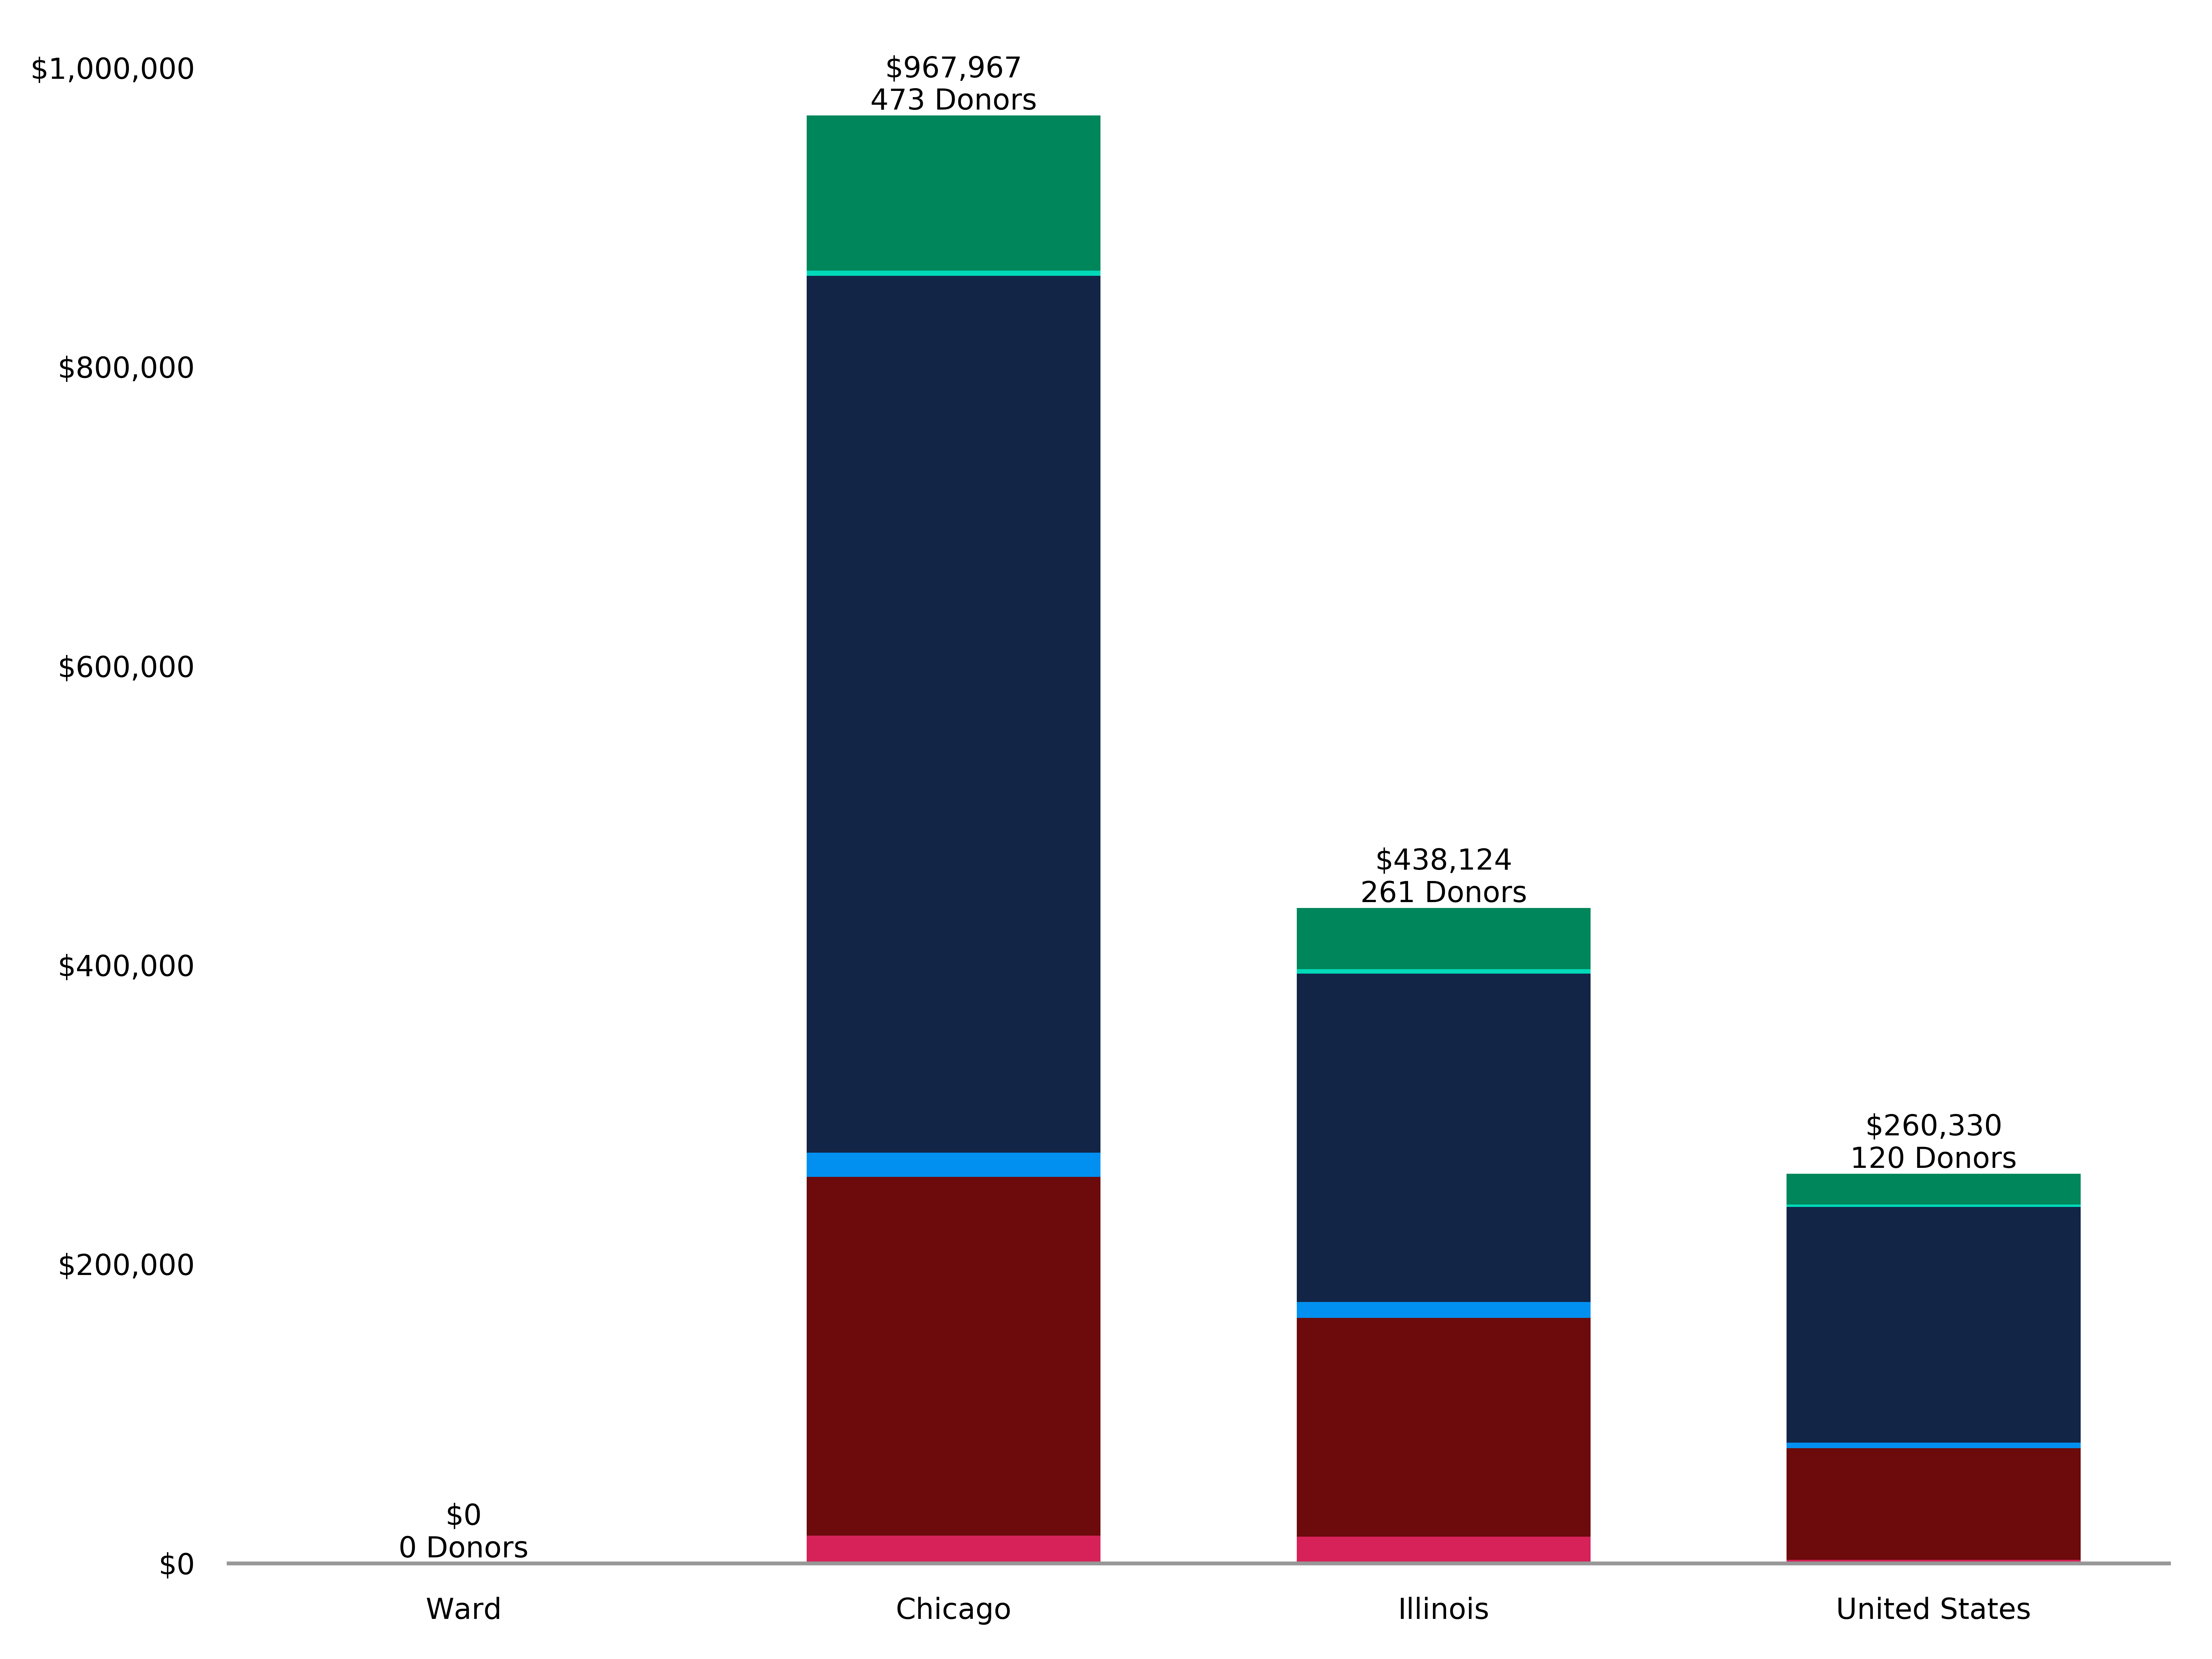 $1,000,000
$800,000
$600,000
$400,000
$200,000
$0
$0
0 Donors
$967,967
473 Donors
$438,124
261 Donors
$260,330
120 Donors
Ward
Chicago
Illinois
United States